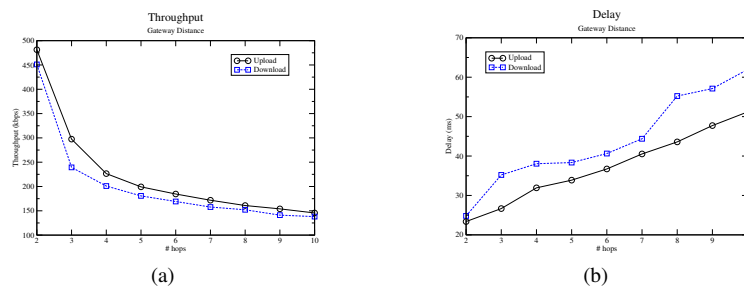 Throughput
Gateway Distance
500
450
400
350
300
250
200
150
100
Throughput (kbps)
2 3 4 5 6 7 8 9 10
# hops
Upload
Download
(a)
Delay
Gateway Distance
70
60
50
40
30
20
Delay (ms)
2 3 4 5 6 7 8 9
# hops
Upload
Download
(b)